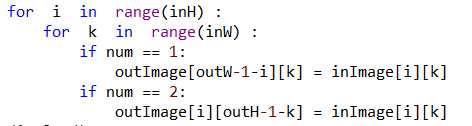 for i in range(inH) :
for k in range(inW) :
if num == 1:
outImage[outW-1-i][k] = inImage[i][k]
if num == 2:
outImage[i][outH-1-k] = inImage[i][k]